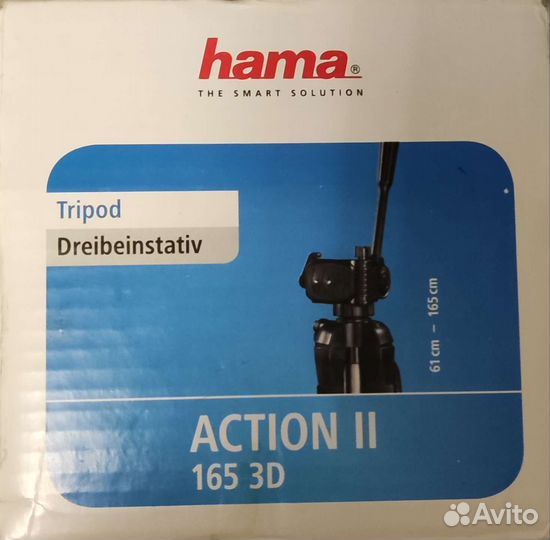 hama®
THE SMART SOLUTION
Tripod
Dreibeinstativ
61 cm – 165 cm
ACTION II
165 3D
Avito